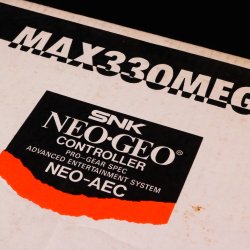 MAX330MEG
SNK
NEO·GEO®
CONTROLLER
PRO-GEAR SPEC
ADVANCED ENTERTAINMENT SYSTEM
NEO-AEC